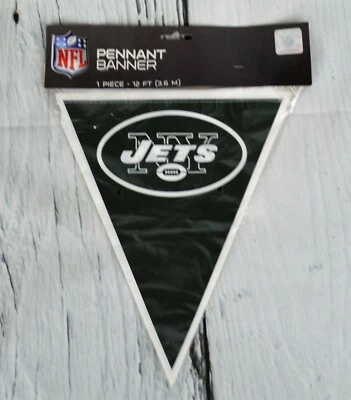 NFL
PENNANT
BANNER
1 PIECE - 12 FT (3.6 M)
NY
JETS